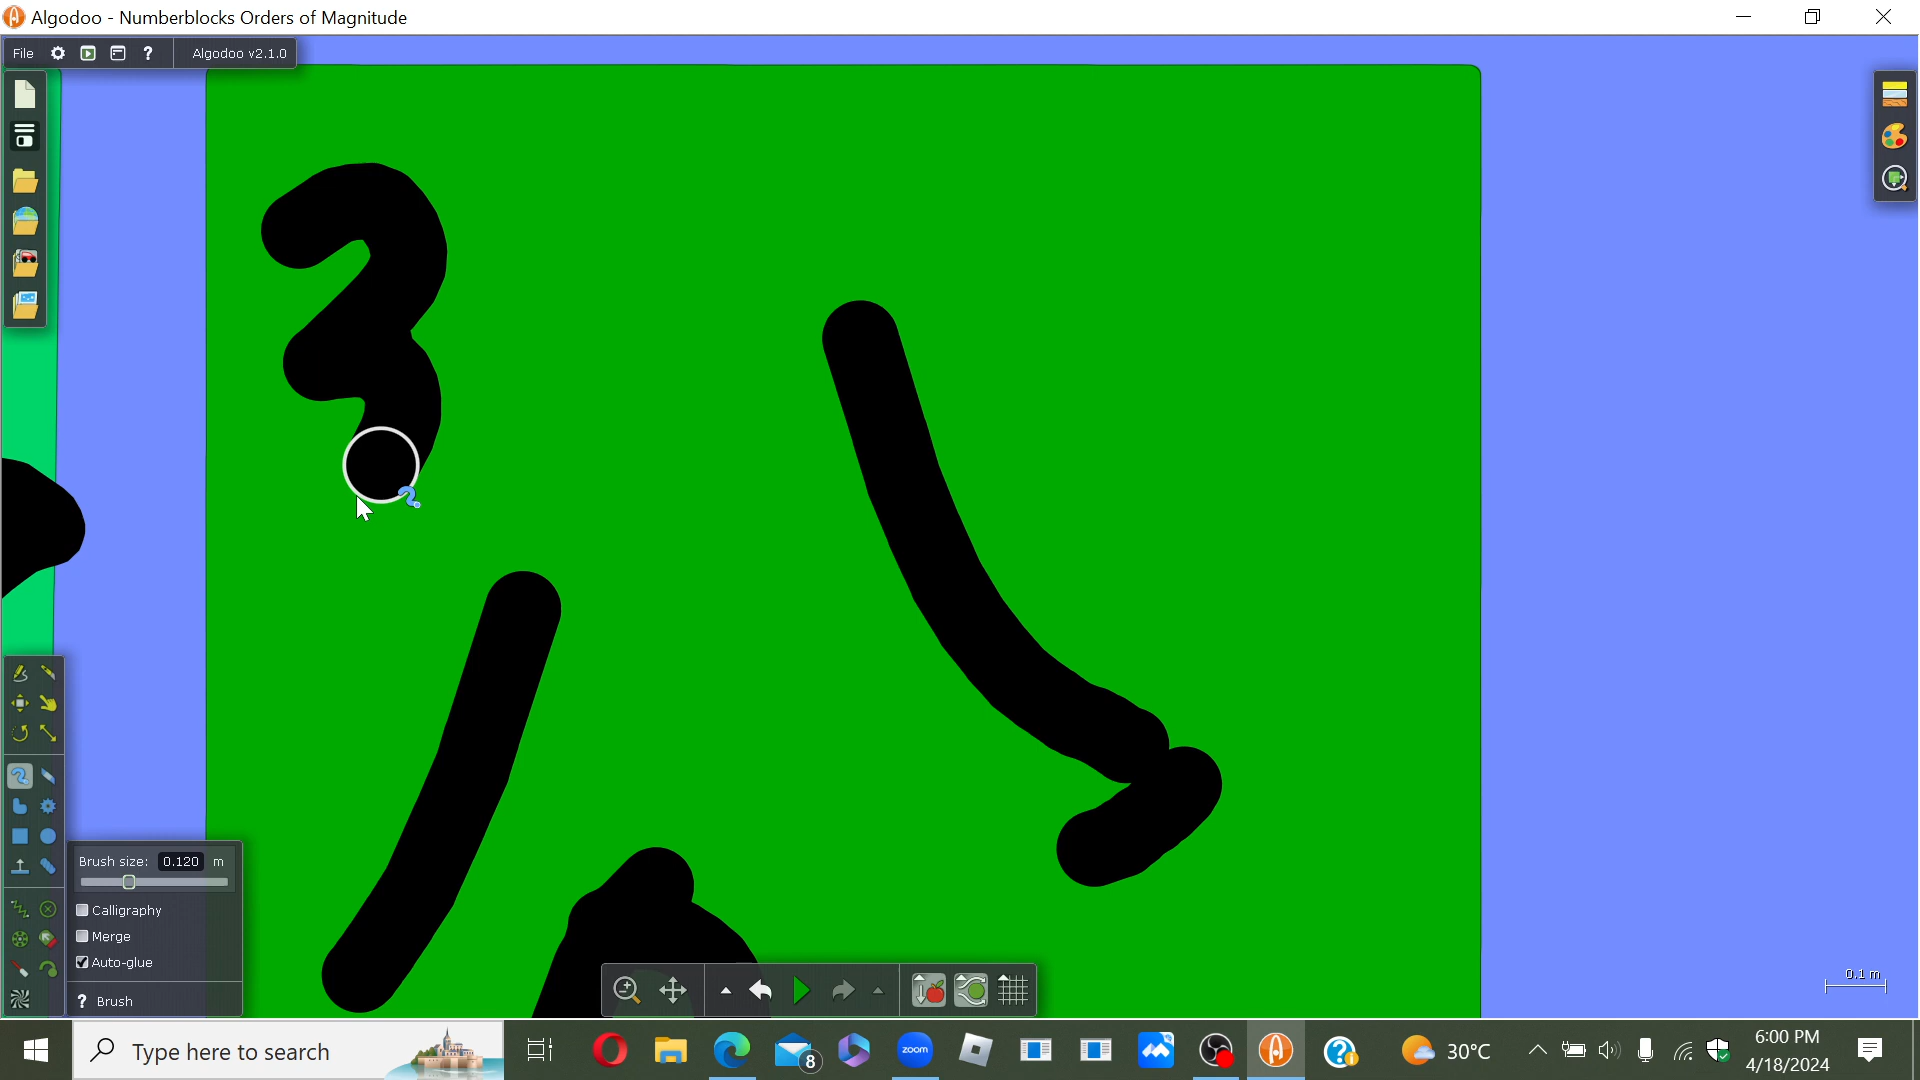 Algodoo - Numberblocks Orders of Magnitude
File
?
Algodoo v2.1.0
Brush size: 0.120 m
Calligraphy
Merge
Auto-glue
? Brush
0.1 m
Type here to search
8
zoom
30°C
6:00 PM
4/18/2024